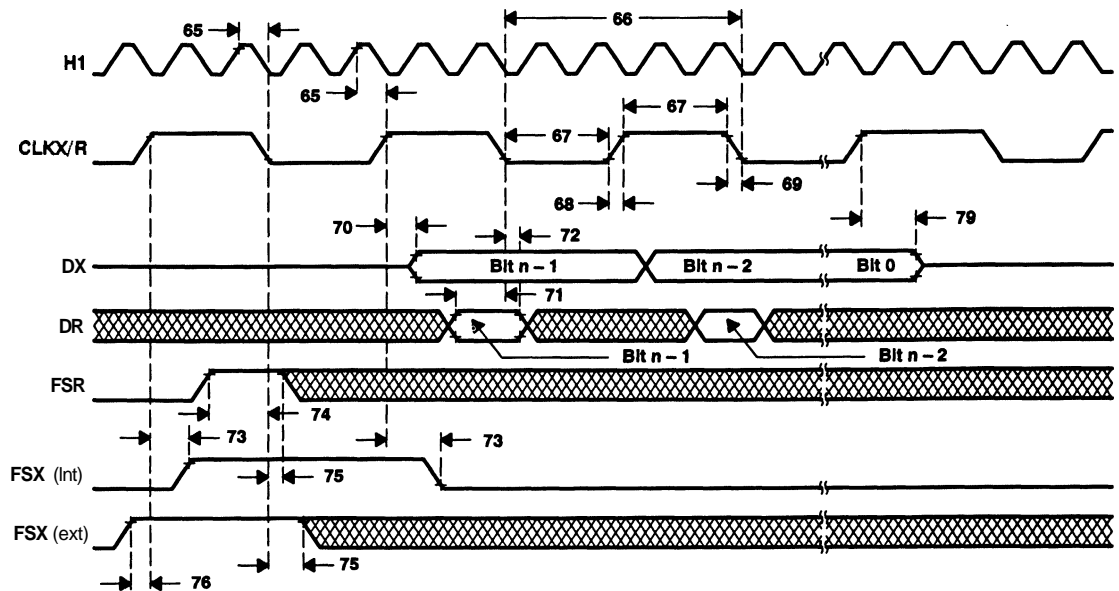 65
66
H1
65
67
CLKX/R
67
68
69
70
72
79
DX
Bit n – 1
Bit n – 2
Bit 0
71
DR
Bit n – 1
Bit n – 2
FSR
74
73
73
FSX (Int)
75
FSX (ext)
75
76